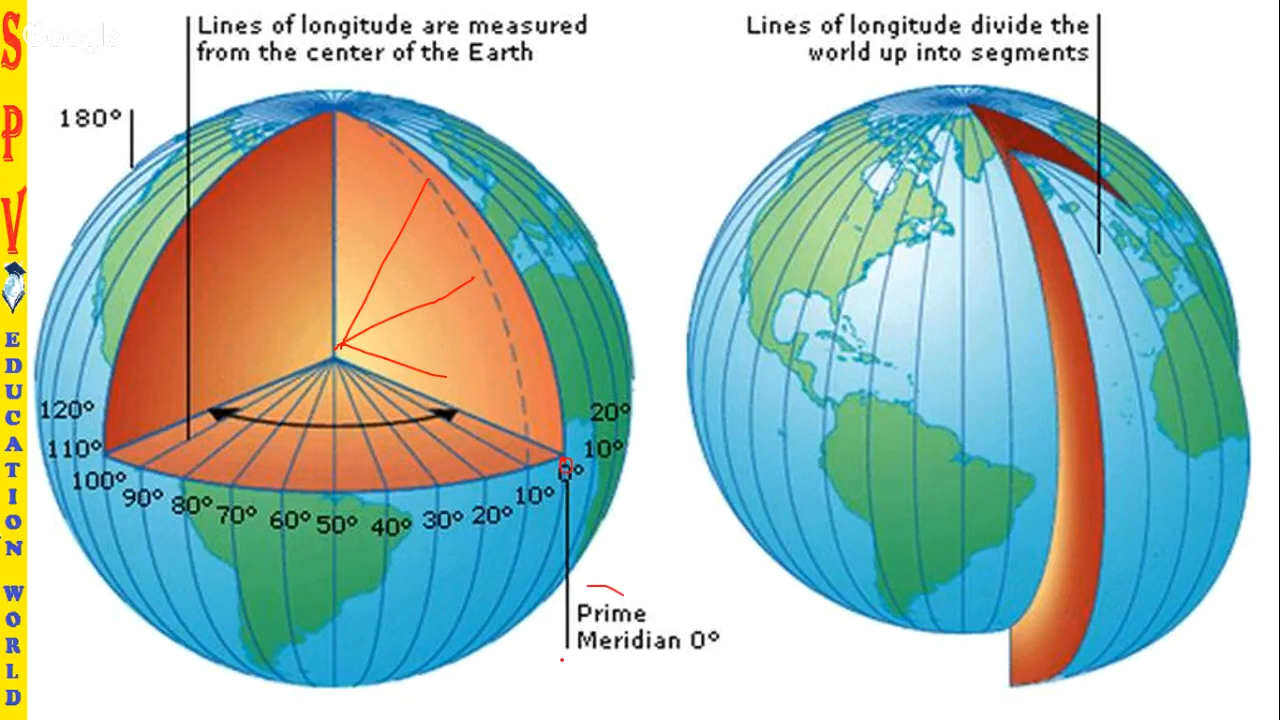 S
P
V
EDUCATION
WORLD
Google
Lines of longitude are measured
from the center of the Earth
180°
120°
110°
100°
90°
80°
70°
60°
50°
40°
30°
20°
10°
0°
10°
20°
Prime
Meridian 0°
Lines of longitude divide the
world up into segments